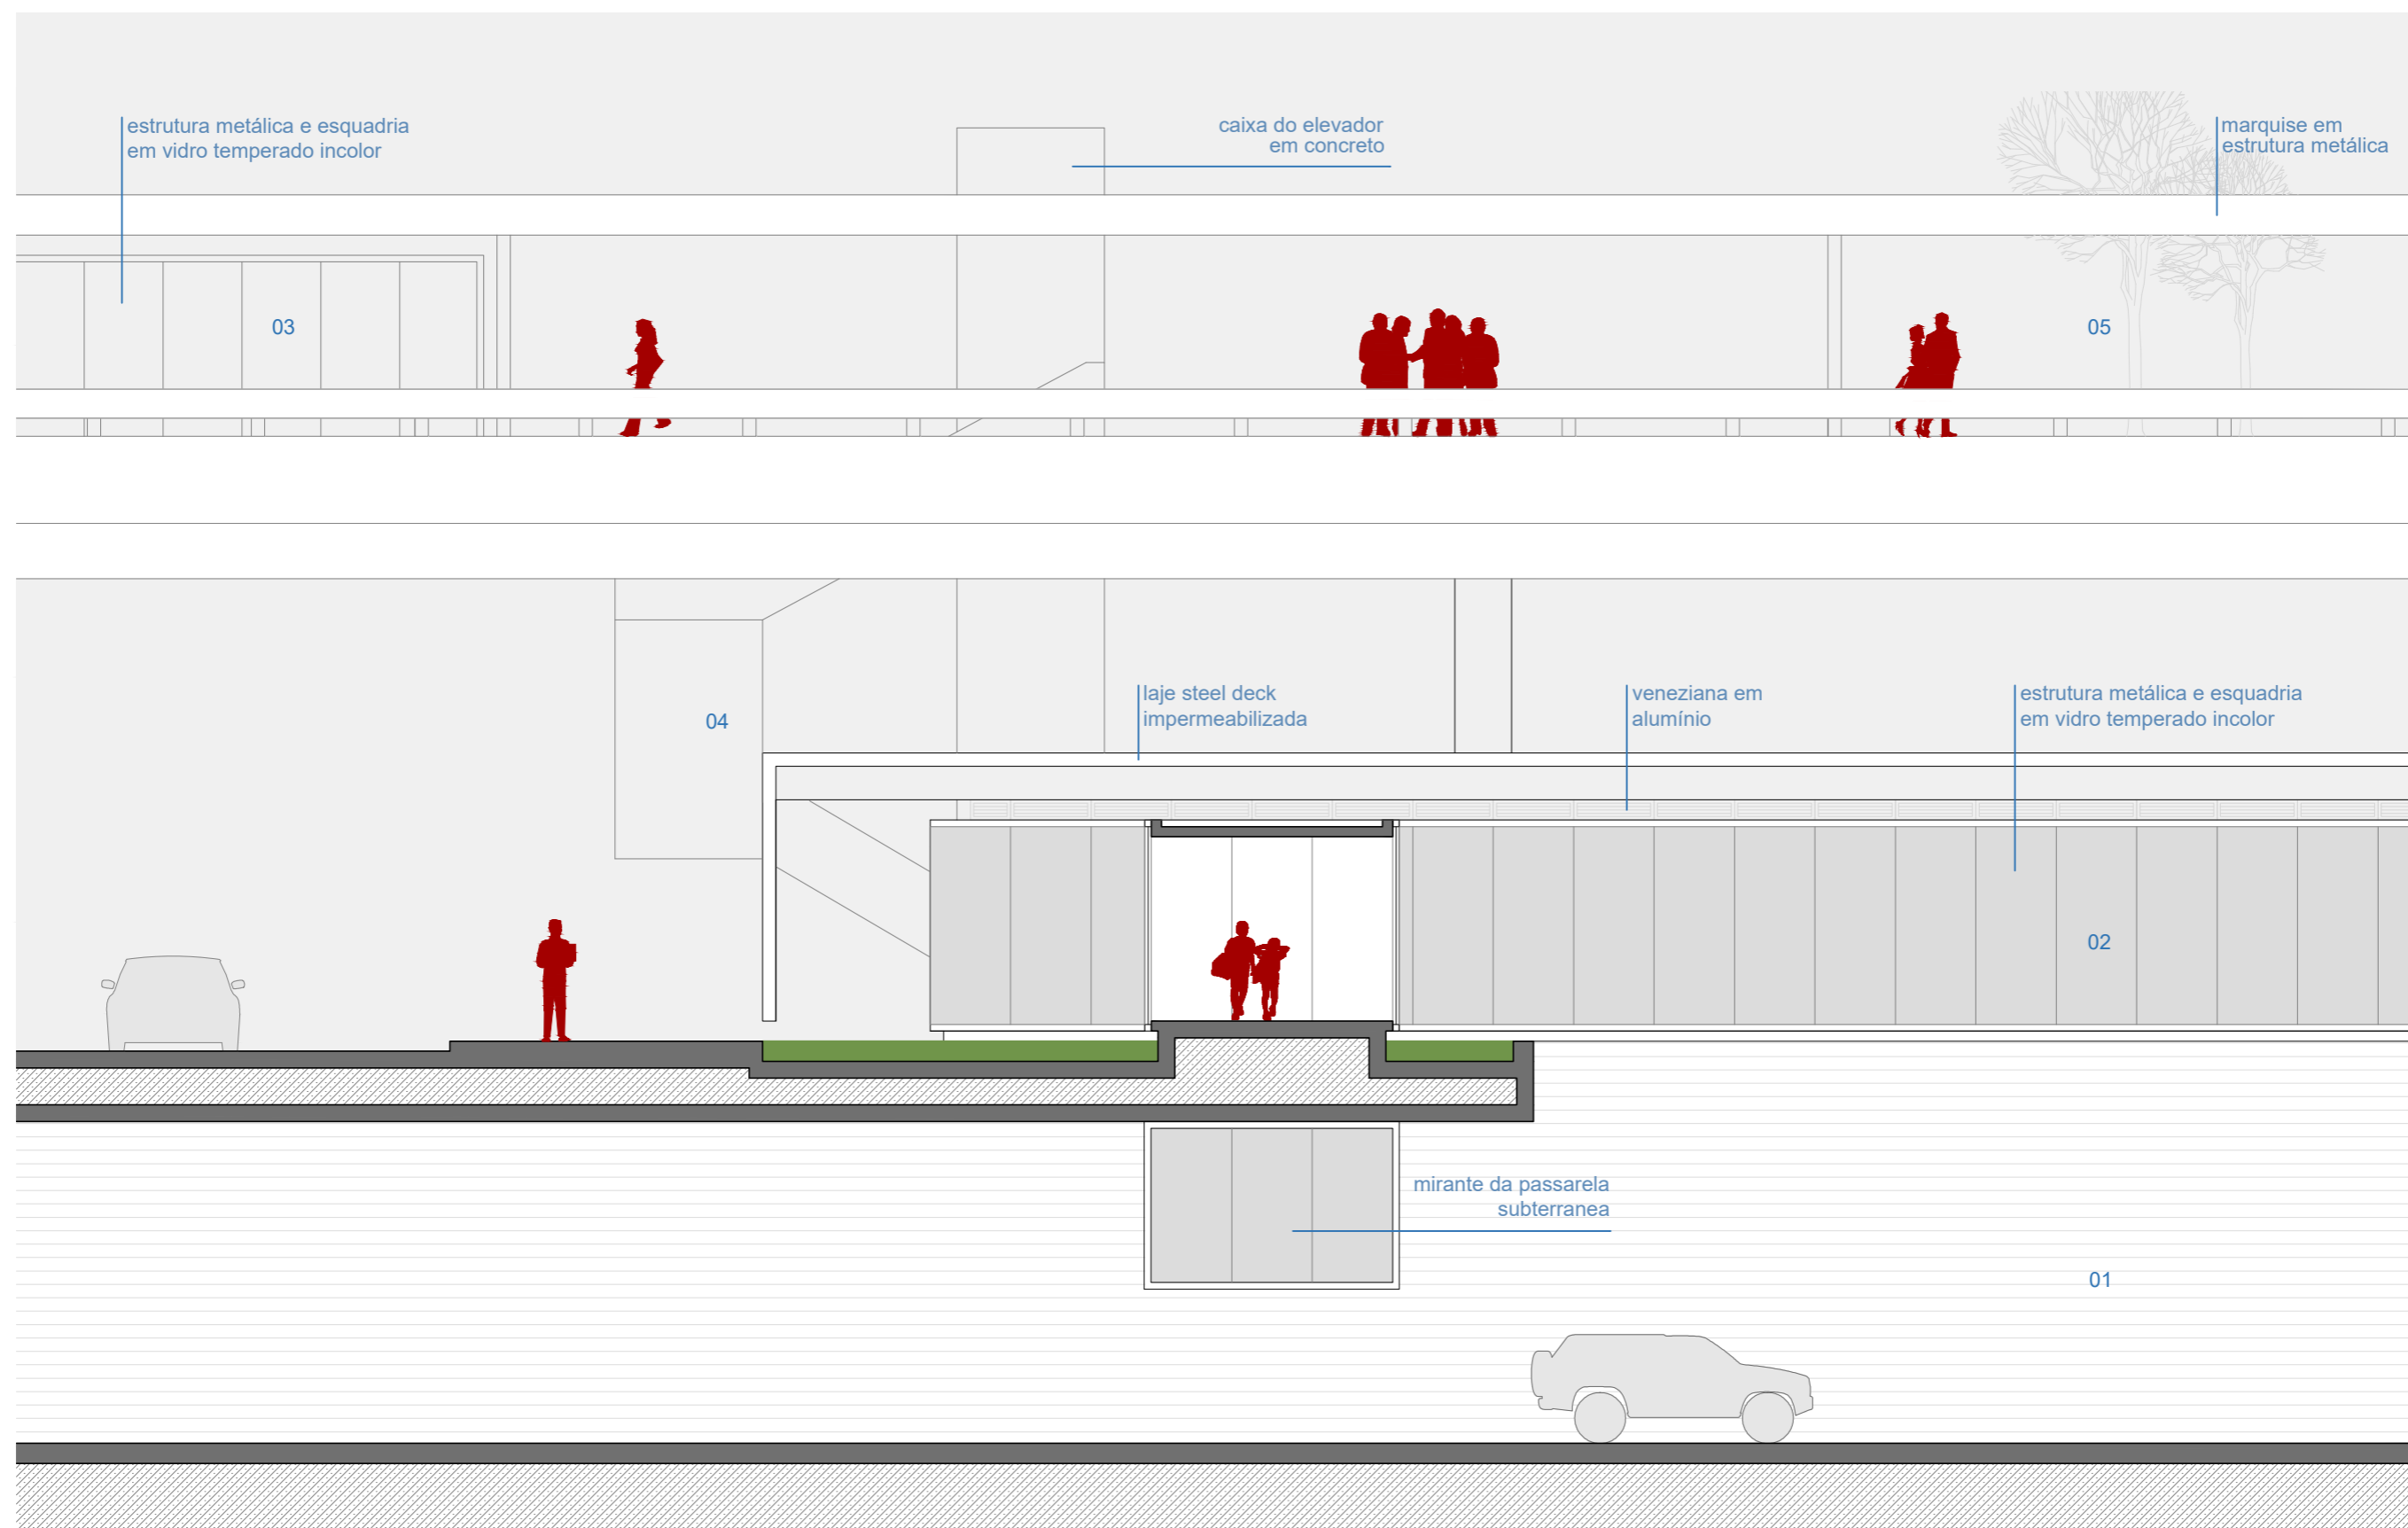 estrutura metálica e esquadria
em vidro temperado incolor
caixa do elevador
em concreto
marquise em
estrutura metálica
03
05
04
laje steel deck
impermeabilizada
veneziana em
alumínio
estrutura metálica e esquadria
em vidro temperado incolor
02
mirante da passarela
subterranea
01